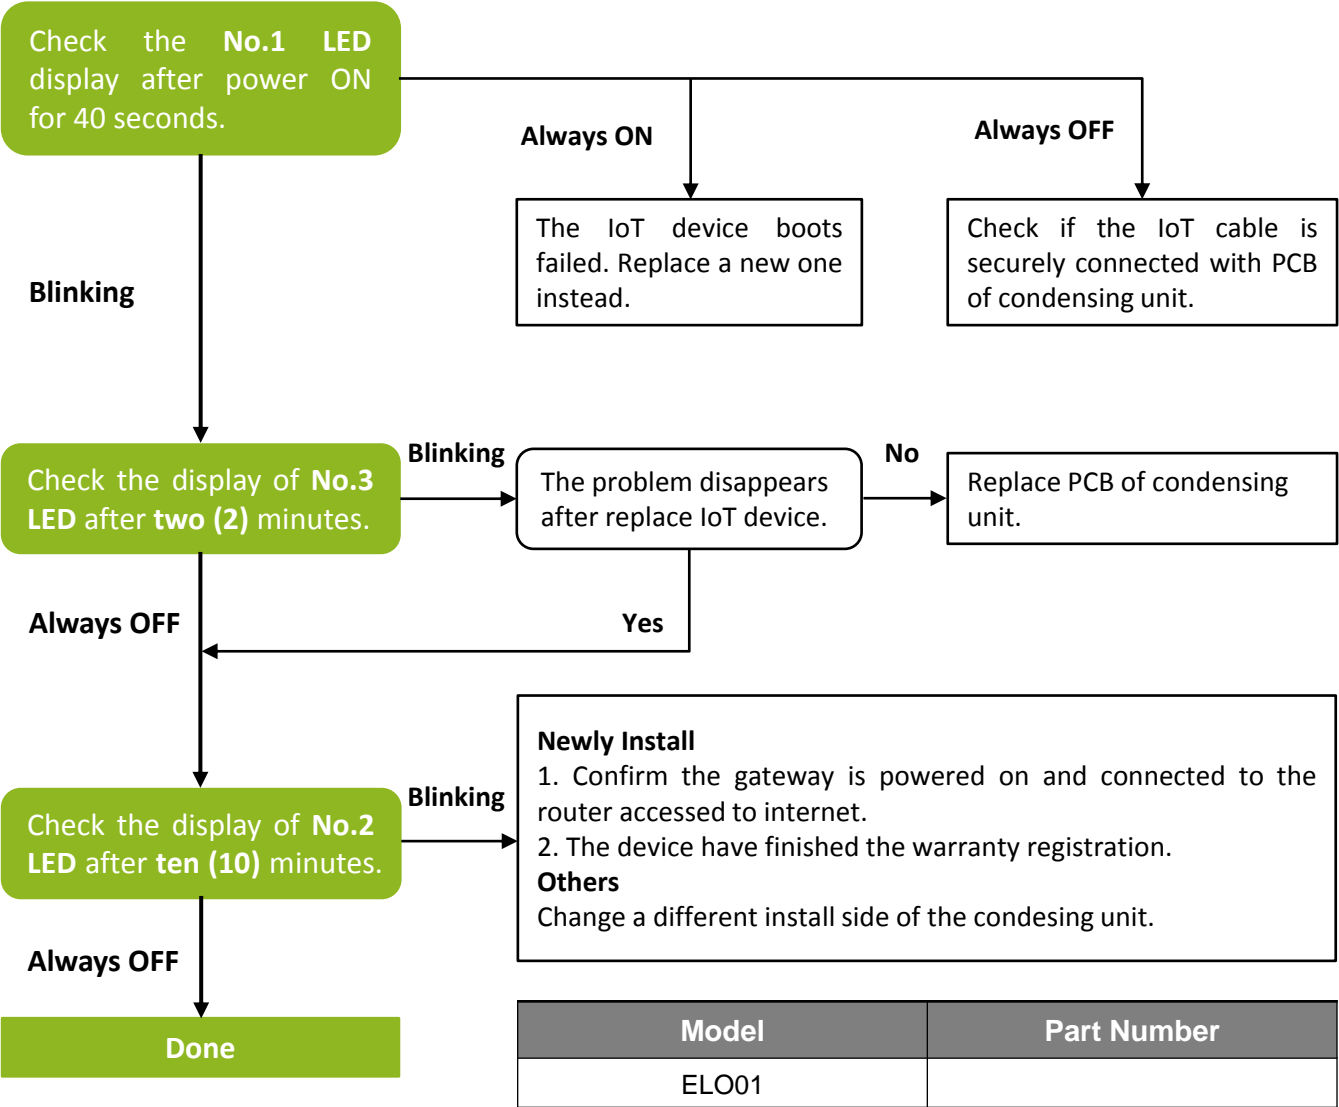 Check the No.1 LED
display after power ON
for 40 seconds.
Always ON
Always OFF
The IoT device boots
failed. Replace a new one
instead.
Check if the IoT cable is
securely connected with PCB
of condensing unit.
Blinking
Check the display of No.3
LED after two (2) minutes.
Blinking
The problem disappears
after replace IoT device.
No
Replace PCB of condensing
unit.
Always OFF
Yes
Check the display of No.2
LED after ten (10) minutes.
Blinking
Newly Install
1. Confirm the gateway is powered on and connected to the
router accessed to internet.
2. The device have finished the warranty registration.
Others
Change a different install side of the condesing unit.
Always OFF
Done
Model
Part Number
ELO01